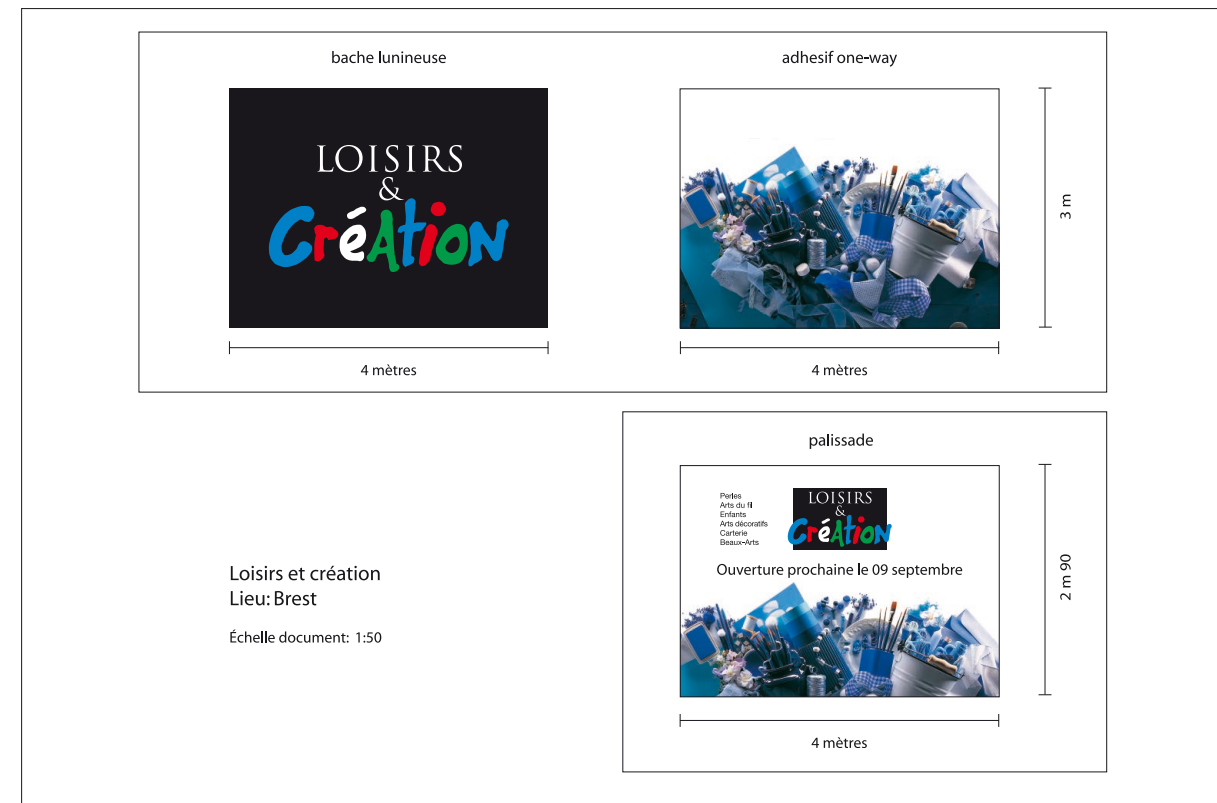 bache lunineuse
LOISIRS
&
CréAtioN
4 mètres
adhesif one-way
3 m
4 mètres
palissade
Perles
Arts du fil
Enfants
Arts décoratifs
Carterie
Beaux-Arts
LOISIRS
&
CréAtioN
Ouverture prochaine le 09 septembre
2 m 90
4 mètres
Loisirs et création
Lieu: Brest
Échelle document: 1:50